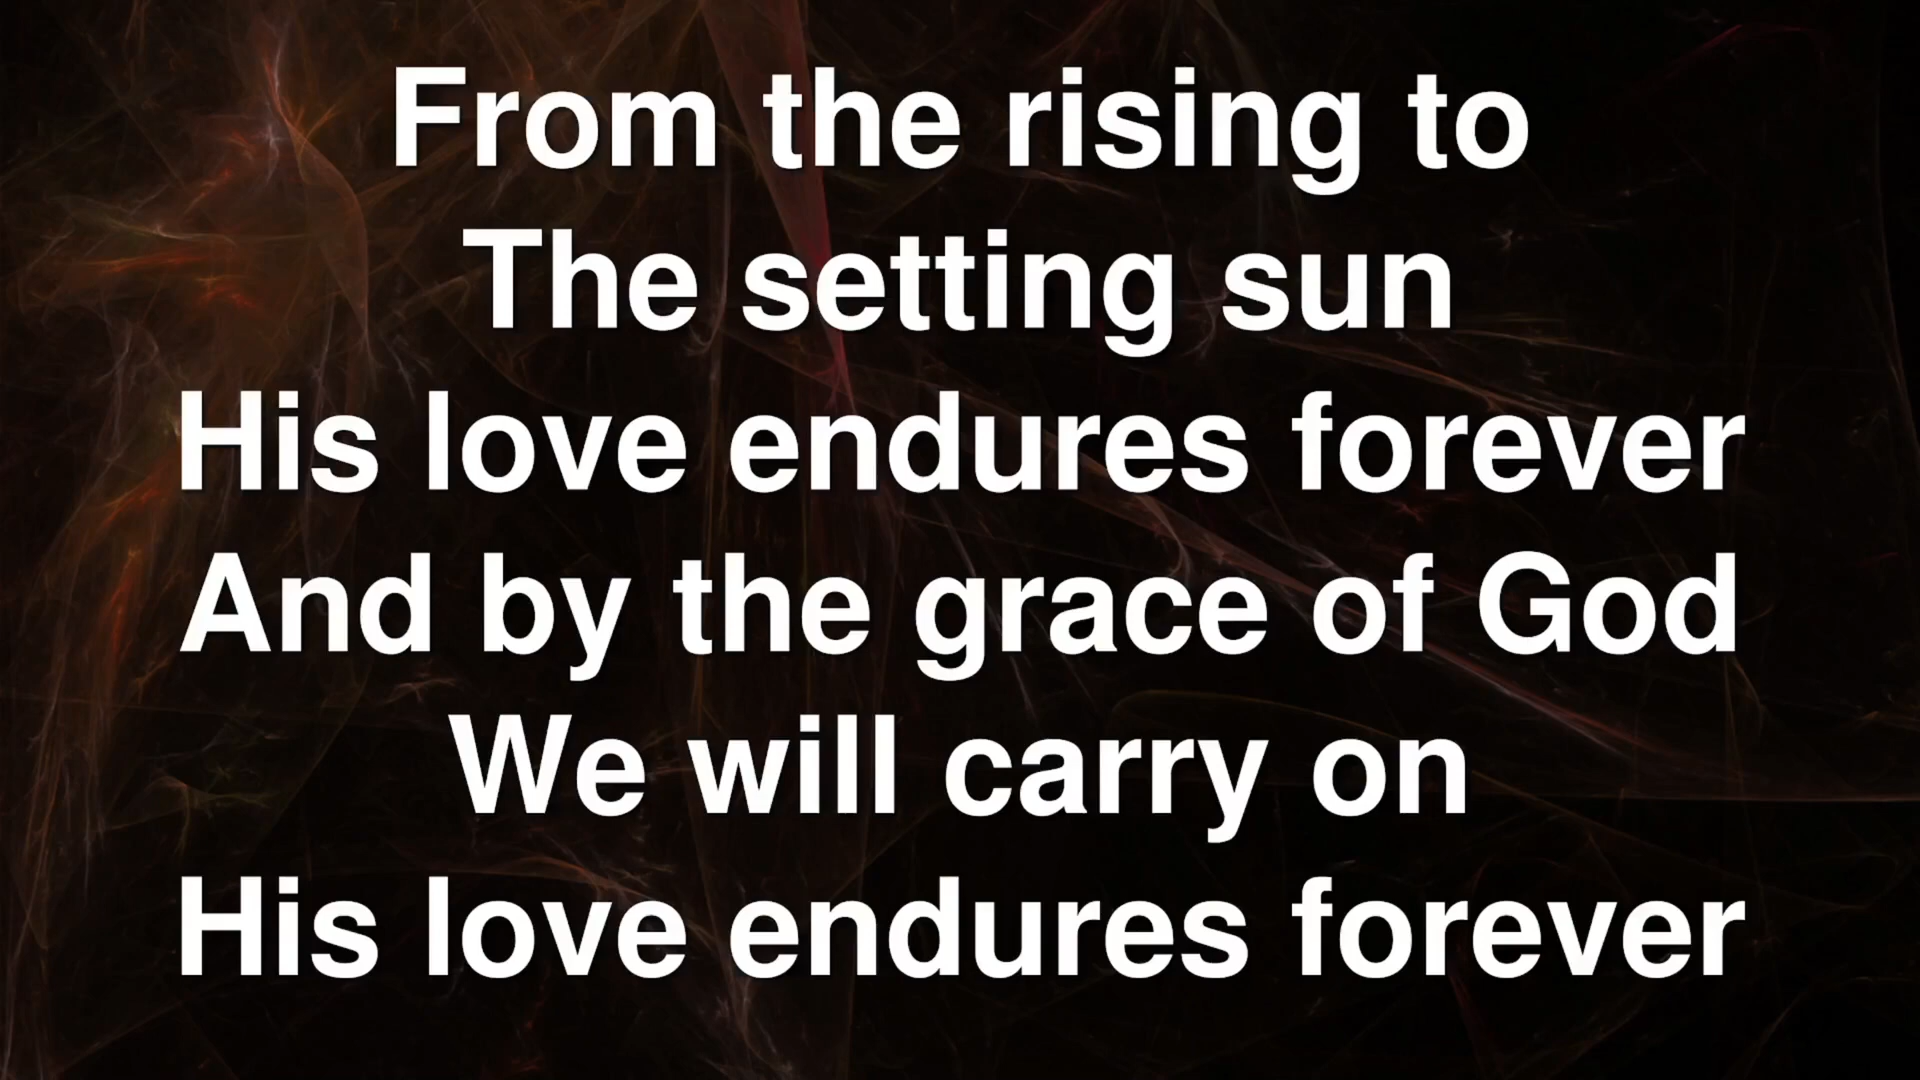 From the rising to
The setting sun
His love endures forever
And by the grace of God
We will carry on
His love endures forever